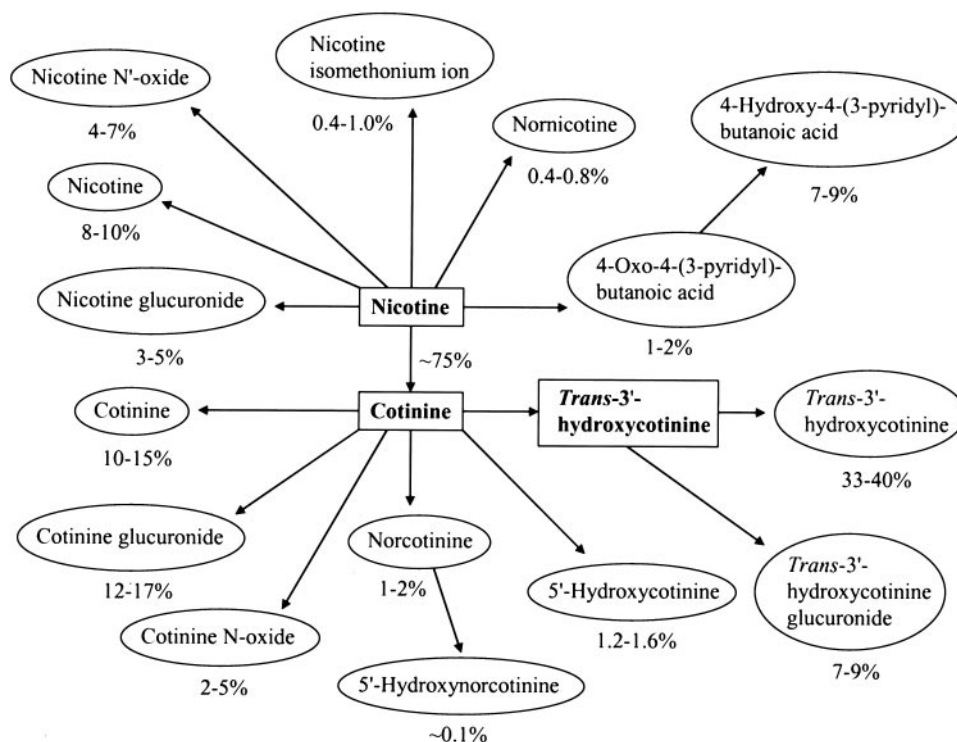 Nicotine
isomethonium ion
0.4-1.0%
Nicotine N'-oxide
4-7%
Nornicotine
0.4-0.8%
4-Hydroxy-4-(3-pyridyl)-
butanoic acid
7-9%
Nicotine
8-10%
4-Oxo-4-(3-pyridyl)-
butanoic acid
1-2%
Nicotine glucuronide
3-5%
Nicotine
~75%
Cotinine
10-15%
Cotinine
Trans-3'-
hydroxycotinine
Trans-3'-
hydroxycotinine
33-40%
Cotinine glucuronide
12-17%
Norcotinine
1-2%
5'-Hydroxycotinine
1.2-1.6%
Trans-3'-
hydroxycotinine
glucuronide
7-9%
Cotinine N-oxide
2-5%
5'-Hydroxynorcotinine
~0.1%